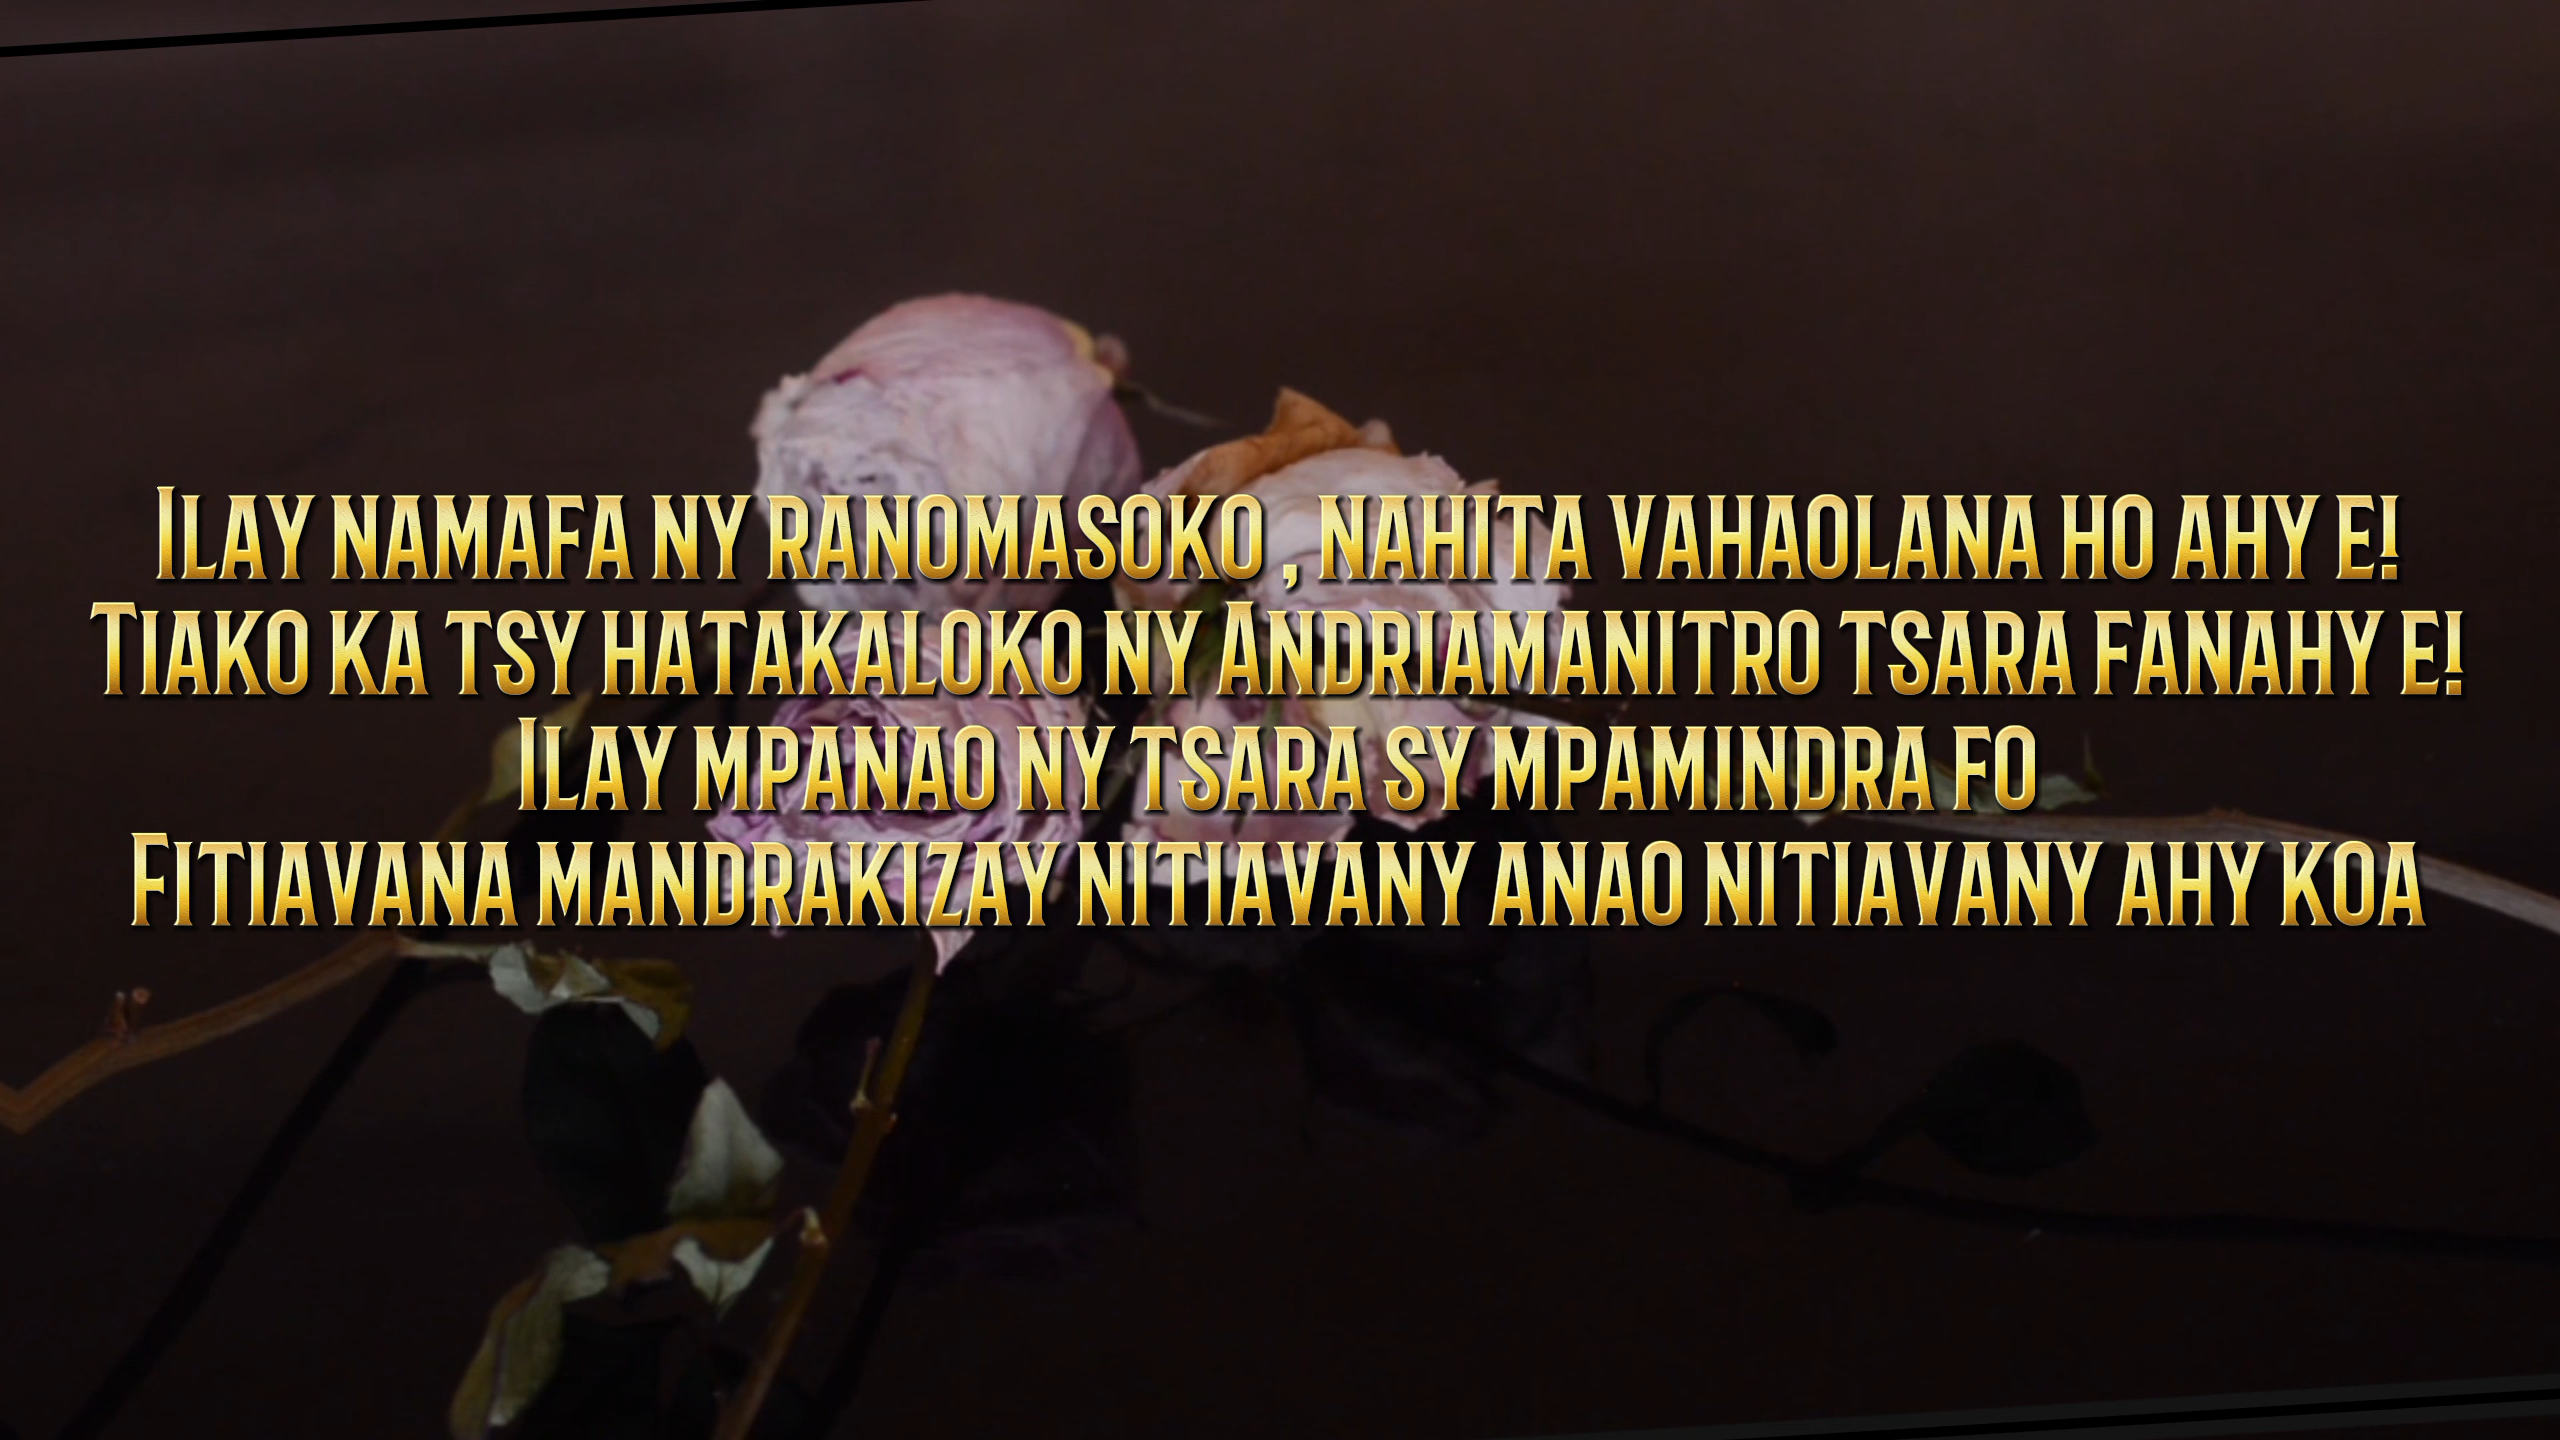 Ilay namafa ny ranomasoko , nahita vahaolana ho ahy e!
Tiako ka tsy hatakaloko ny Andriamanitro tsara fanahy e!
Ilay mpanao ny tsara sy mpamindra fo
Fitiavana mandrakizay nitiavany anao nitiavany ahy koa